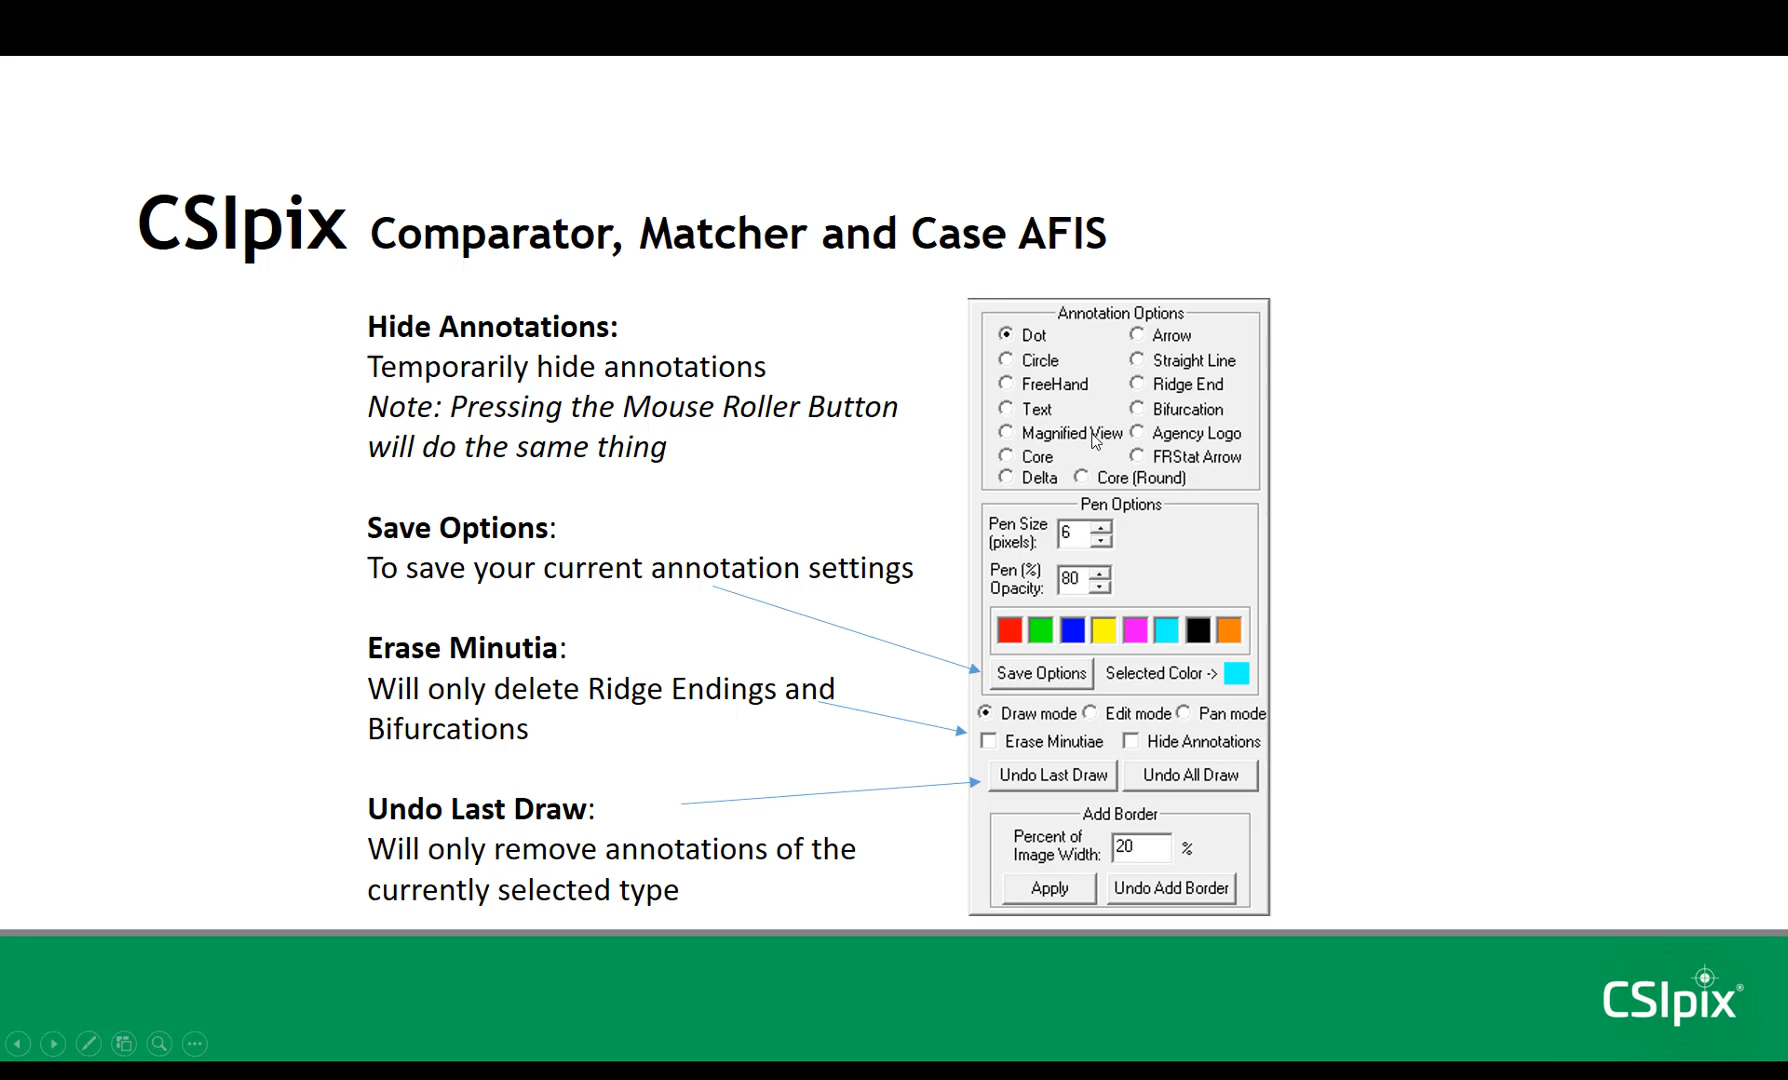 CSIpix Comparator, Matcher and Case AFIS
Hide Annotations:
Temporarily hide annotations
Note: Pressing the Mouse Roller Button
will do the same thing
Save Options:
To save your current annotation settings
Erase Minutia:
Will only delete Ridge Endings and
Bifurcations
Undo Last Draw:
Will only remove annotations of the
currently selected type
Annotation Options
Dot Arrow
Circle Straight Line
FreeHand Ridge End
Text Bifurcation
Magnified View Agency Logo
Core FRStat Arrow
Delta Core (Round)
Pen Options
Pen Size
(pixels): 6
Pen (%)
Opacity: 80
Save Options Selected Color ->
Draw mode Edit mode Pan mode
Erase Minutiae Hide Annotations
Undo Last Draw Undo All Draw
Add Border
Percent of
Image Width: 20 %
Apply Undo Add Border
CSIpix®